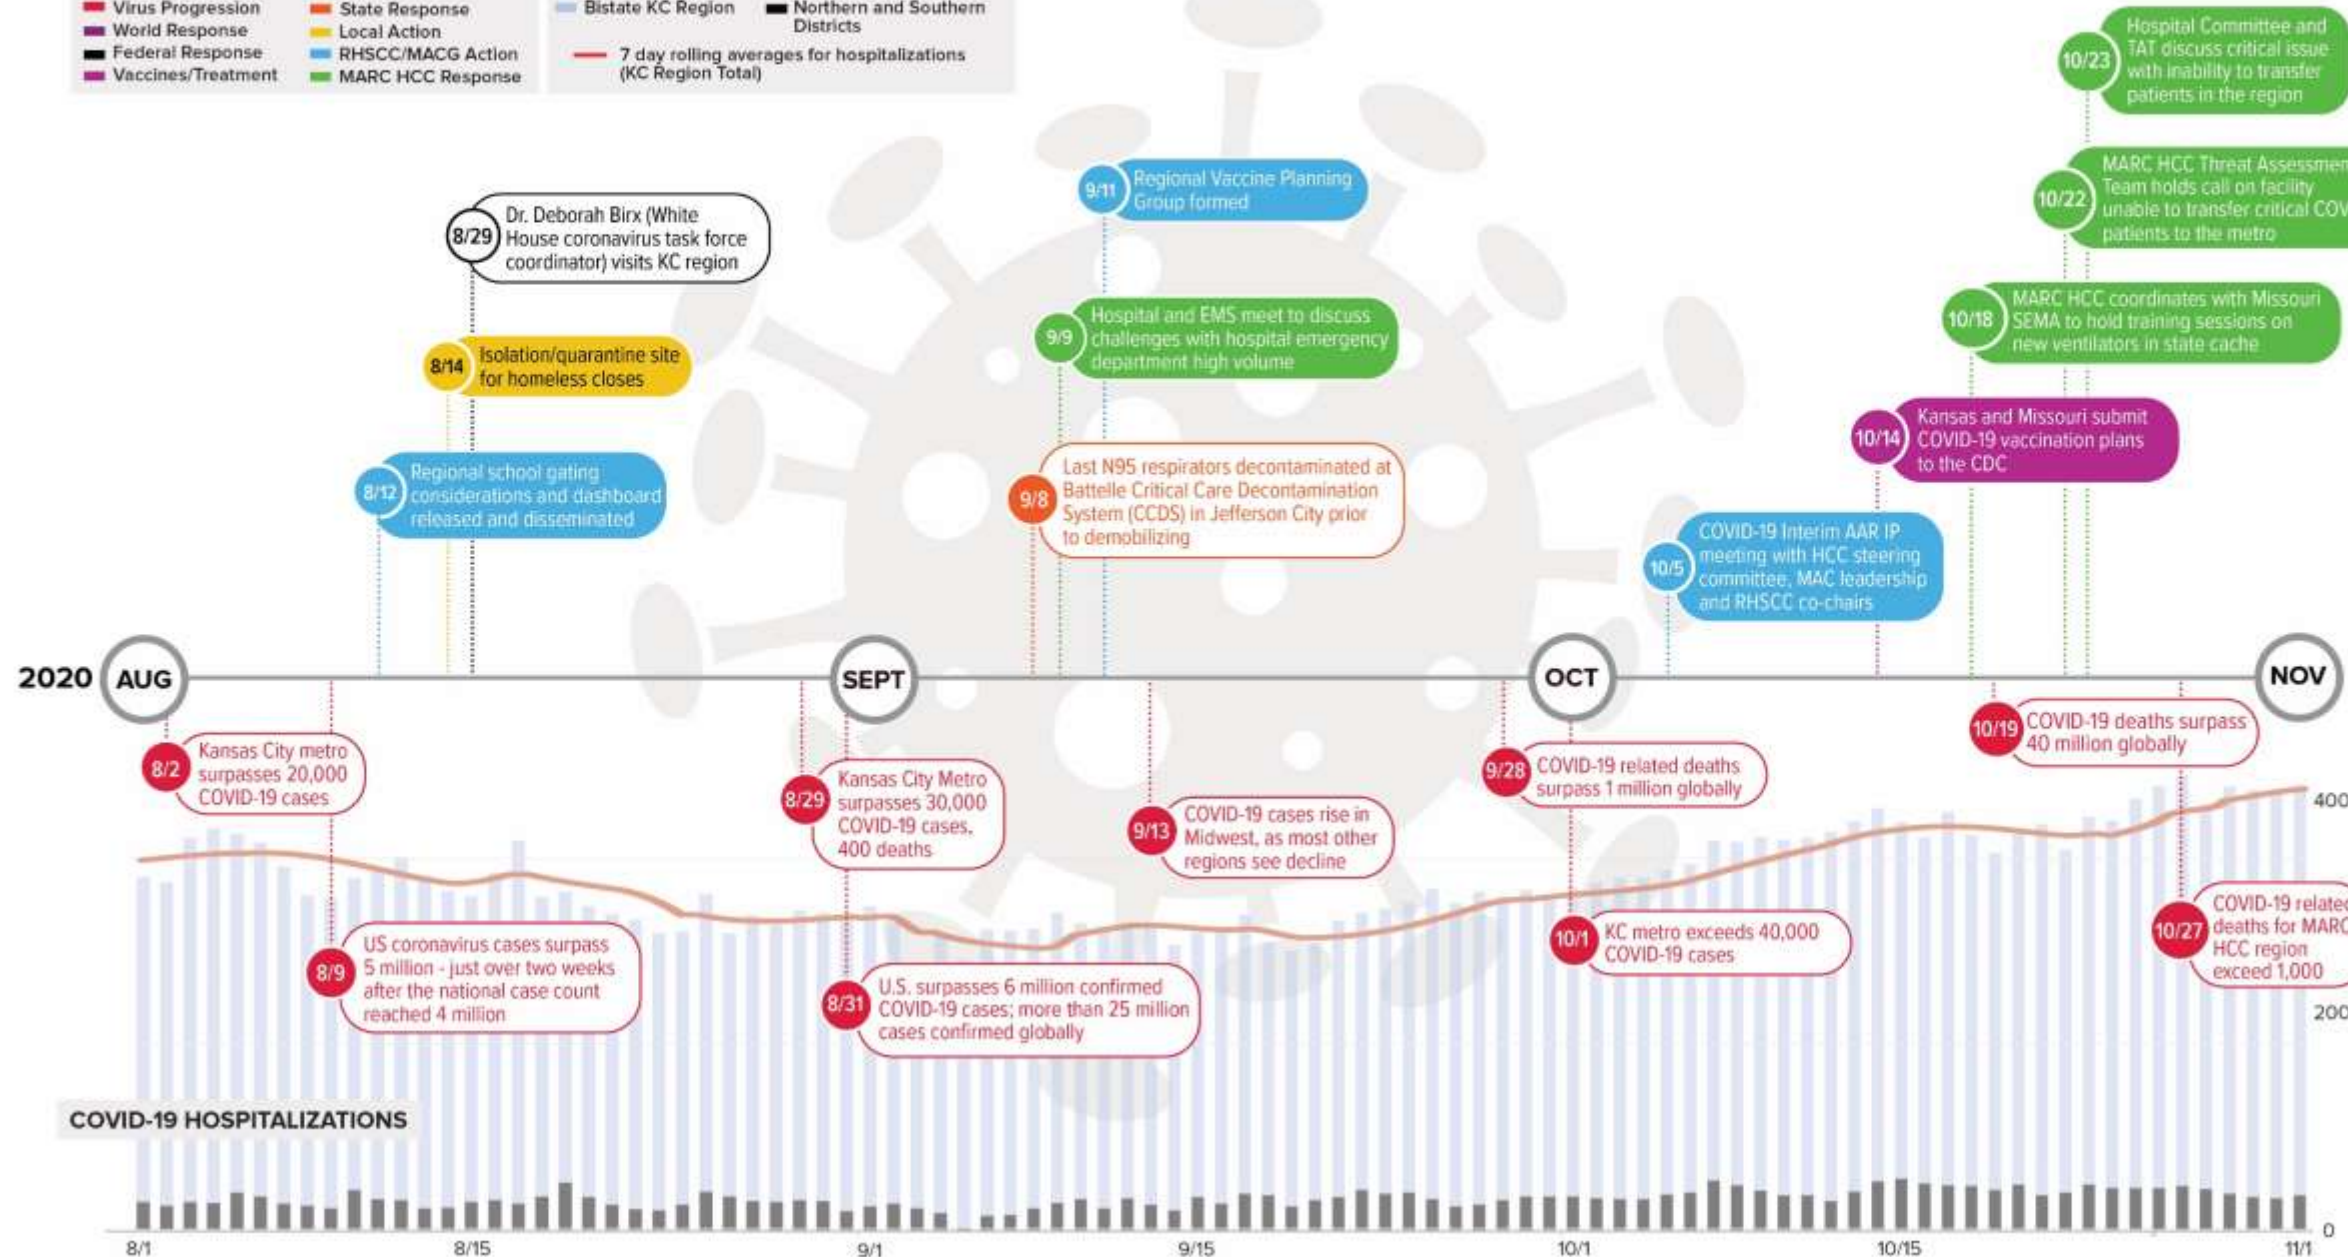 Virus Progression
World Response
Federal Response
Vaccines/Treatment
State Response
Local Action
RHSCC/MACG Action
MARC HCC Response
Bistate KC Region
Northern and Southern
Districts
7 day rolling averages for hospitalizations
(KC Region Total)
10/23
Hospital Committee and
TAT discuss critical issue
with inability to transfer
patients in the region
10/22
MARC HCC Threat Assessmen
Team holds call on facility
unable to transfer critical COV
patients to the metro
9/11
Regional Vaccine Planning
Group formed
8/29
Dr. Deborah Birx (White
House coronavirus task force
coordinator) visits KC region
10/18
MARC HCC coordinates with Missouri
SEMA to hold training sessions on
new ventilators in state cache
9/9
Hospital and EMS meet to discuss
challenges with hospital emergency
department high volume
8/14
Isolation/quarantine site
for homeless closes
10/14
Kansas and Missouri submit
COVID-19 vaccination plans
to the CDC
8/12
Regional school gating
considerations and dashboard
released and disseminated
9/8
Last N95 respirators decontaminated at
Battelle Critical Care Decontamination
System (CCDS) in Jefferson City prior
to demobilizing
10/5
COVID-19 Interim AAR IP
meeting with HCC steering
committee, MAC leadership
and RHSCC co-chairs
2020
AUG
SEPT
OCT
NOV
8/2
Kansas City metro
surpasses 20,000
COVID-19 cases
8/29
Kansas City Metro
surpasses 30,000
COVID-19 cases,
400 deaths
9/13
COVID-19 cases rise in
Midwest, as most other
regions see decline
9/28
COVID-19 related deaths
surpass 1 million globally
10/19
COVID-19 deaths surpass
40 million globally
400
8/9
US coronavirus cases surpass
5 million - just over two weeks
after the national case count
reached 4 million
8/31
U.S. surpasses 6 million confirmed
COVID-19 cases; more than 25 million
cases confirmed globally
10/1
KC metro exceeds 40,000
COVID-19 cases
10/27
COVID-19 related
deaths for MARC
HCC region
exceed 1,000
200
COVID-19 HOSPITALIZATIONS
0
8/1
8/15
9/1
9/15
10/1
10/15
11/1